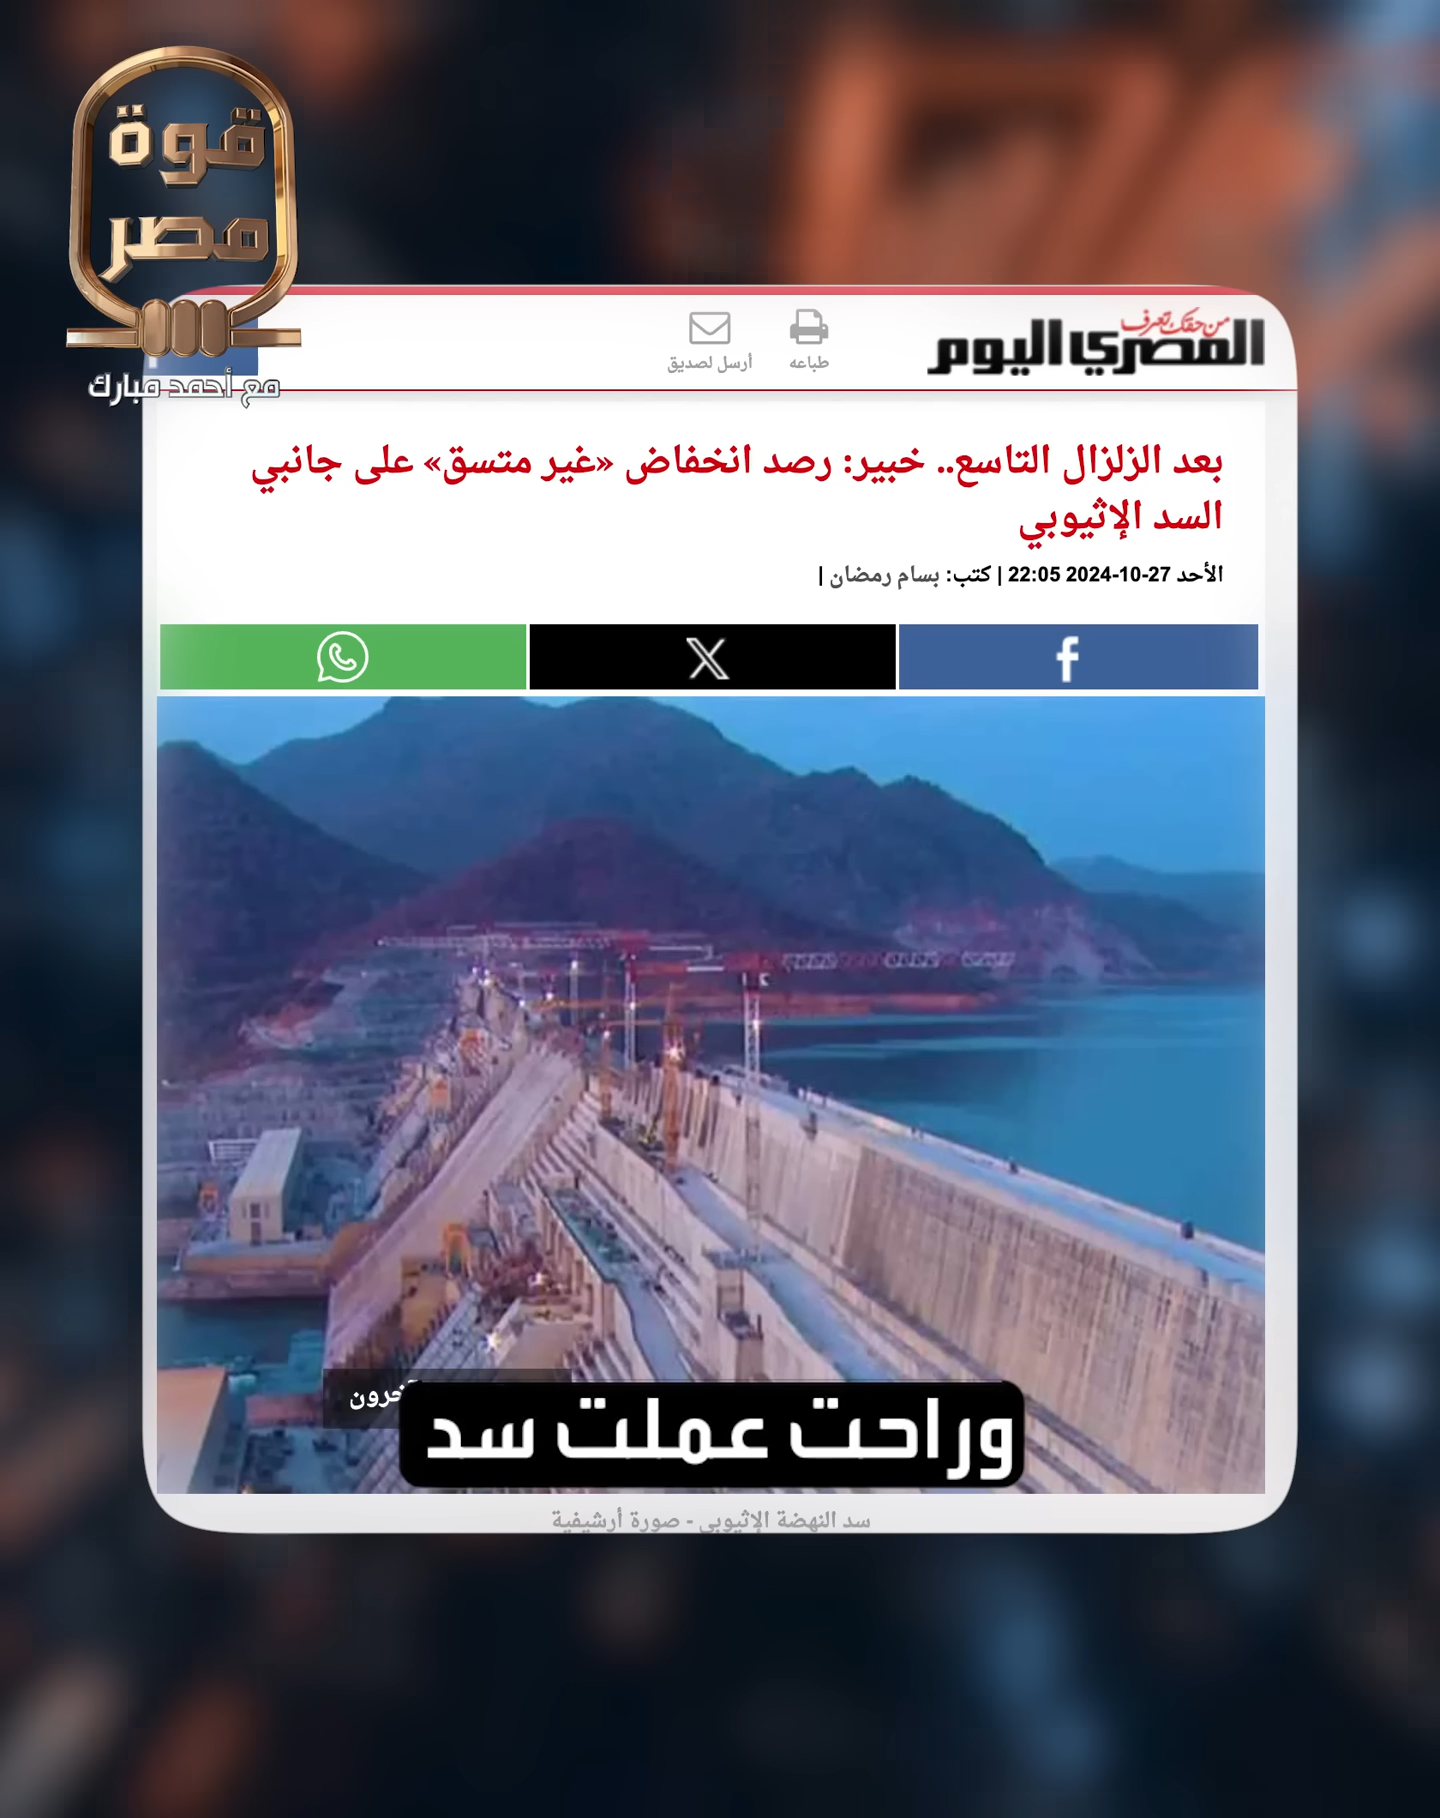 قوة
مصر
مع أحمد مبارك
من حقك تعرف
المصري اليوم
طباعه
أرسل لصديق
بعد الزلزال التاسع.. خبير: رصد انخفاض «غير متسق» على جانبي
السد الإثيوبي
الأحد 27-10-2024 22:05 | كتب: بسام رمضان |
وراحت عملت سد
سد النهضة الإثيوبي - صورة أرشيفية